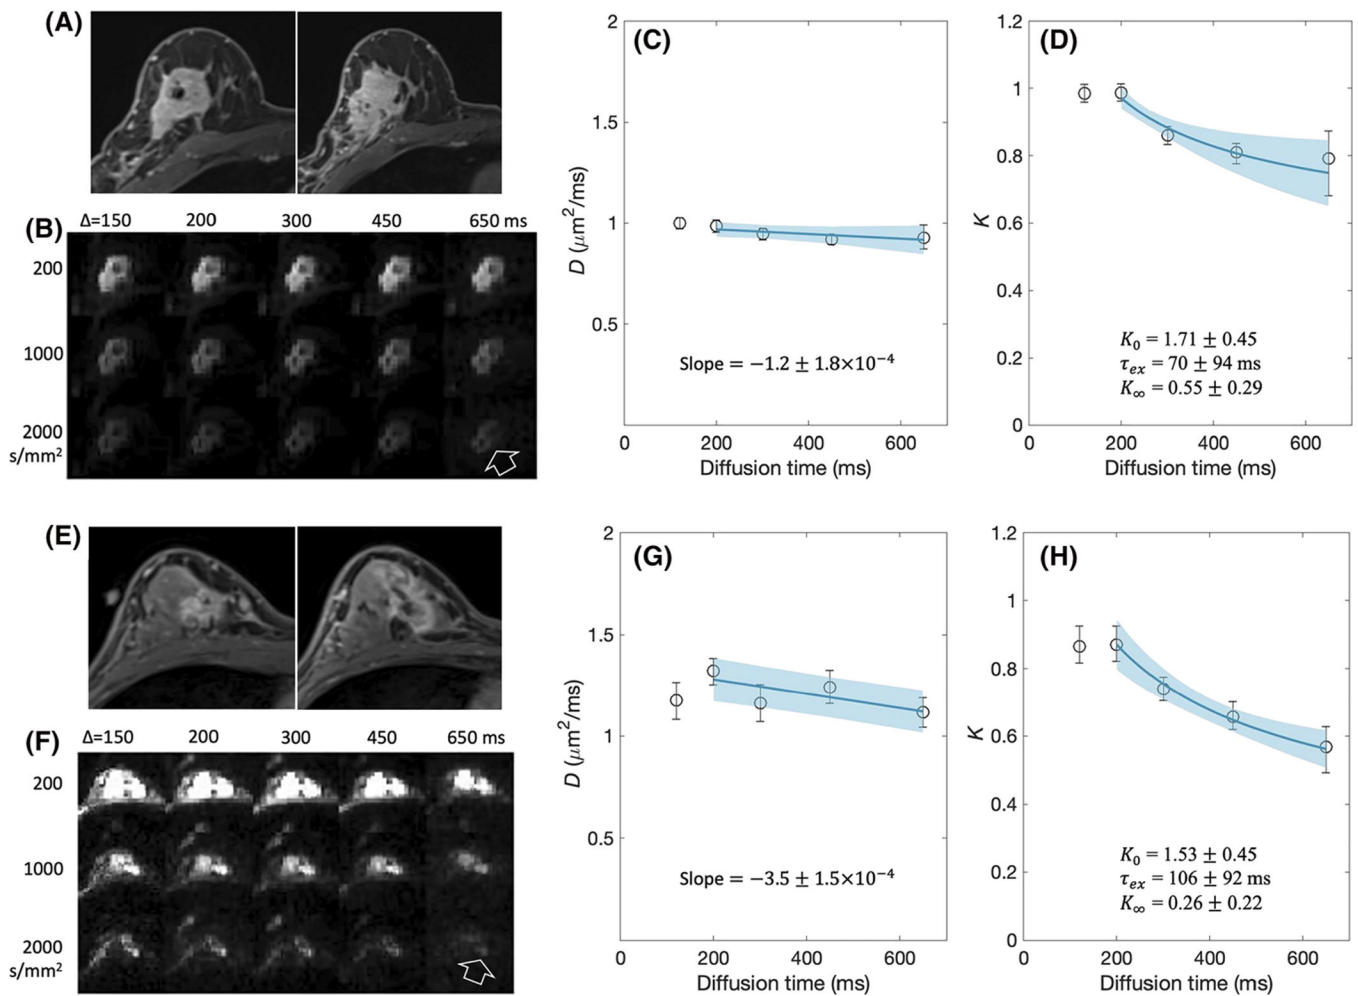 (A)
(B)
Δ=150 200 300 450 650 ms
200
1000
2000
s/mm²
(C)
2
1.5
1
0.5
0 200 400 600
D (μm²/ms)
Slope = −1.2 ± 1.8×10⁻⁴
Diffusion time (ms)
(D)
1.2
1
0.8
0.6
0.4
0.2
0
0 200 400 600
K
K₀ = 1.71 ± 0.45
τₑₓ = 70 ± 94 ms
K∞ = 0.55 ± 0.29
Diffusion time (ms)
(E)
(F)
Δ=150 200 300 450 650 ms
200
1000
2000
s/mm²
(G)
2
1.5
1
0.5
0
0 200 400 600
D (μm²/ms)
Slope = −3.5 ± 1.5×10⁻⁴
Diffusion time (ms)
(H)
1.2
1
0.8
0.6
0.4
0.2
0
0 200 400 600
K
K₀ = 1.53 ± 0.45
τₑₓ = 106 ± 92 ms
K∞ = 0.26 ± 0.22
Diffusion time (ms)